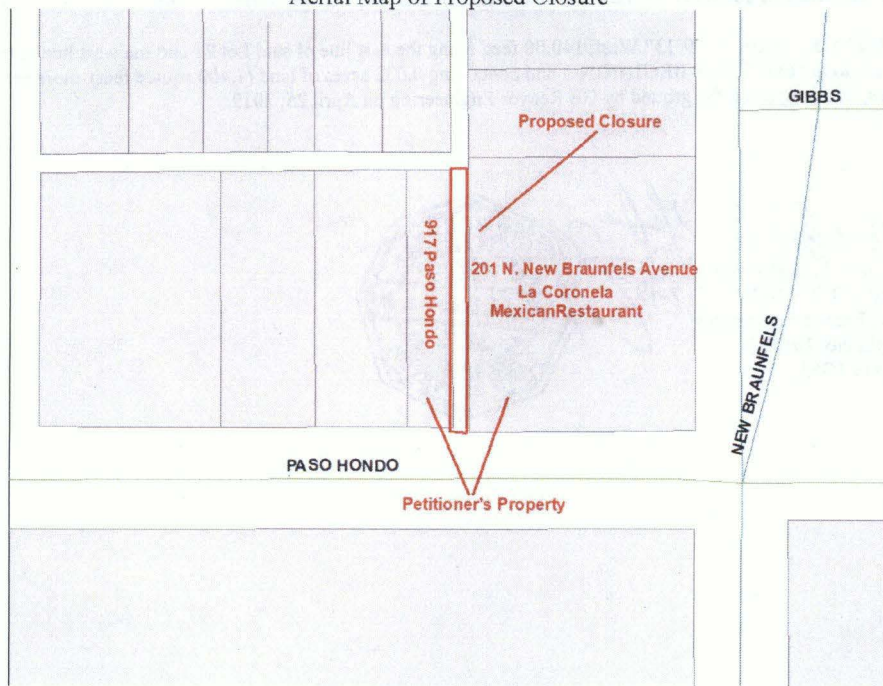 Aerial Map of Proposed Closure
GIBBS
Proposed Closure
917 Paso Hondo
201 N. New Braunfels Avenue
La Coronela
MexicanRestaurant
NEW BRAUNFELS
PASO HONDO
Petitioner's Property